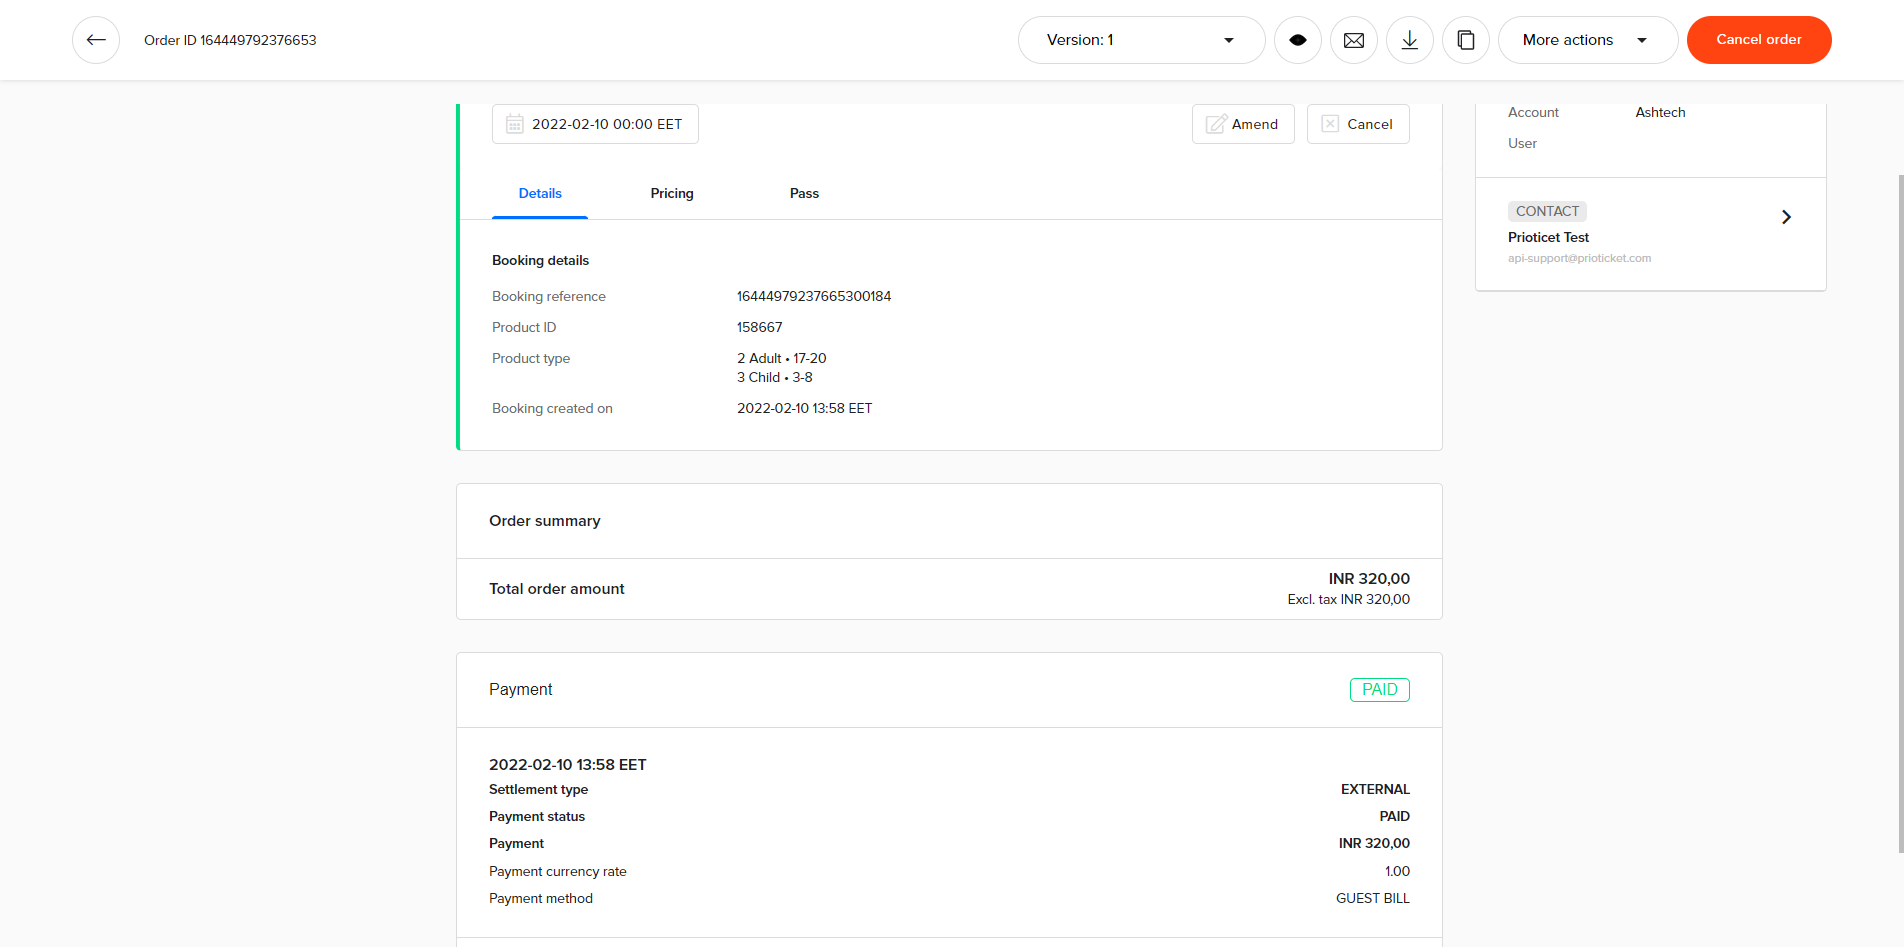 Order ID 164449792376653
Version: 1
More actions
Cancel order
2022-02-10 00:00 EET
Amend
Cancel
Details
Pricing
Pass
Booking details
Booking reference 16444979237665300184
Product ID 158667
Product type 2 Adult • 17-20
3 Child • 3-8
Booking created on 2022-02-10 13:58 EET
Order summary
Total order amount INR 320,00
Excl. tax INR 320,00
Payment PAID
2022-02-10 13:58 EET
Settlement type EXTERNAL
Payment status PAID
Payment INR 320,00
Payment currency rate 1.00
Payment method GUEST BILL
Account Ashtech
User
CONTACT
Prioticet Test
api-support@prioticket.com